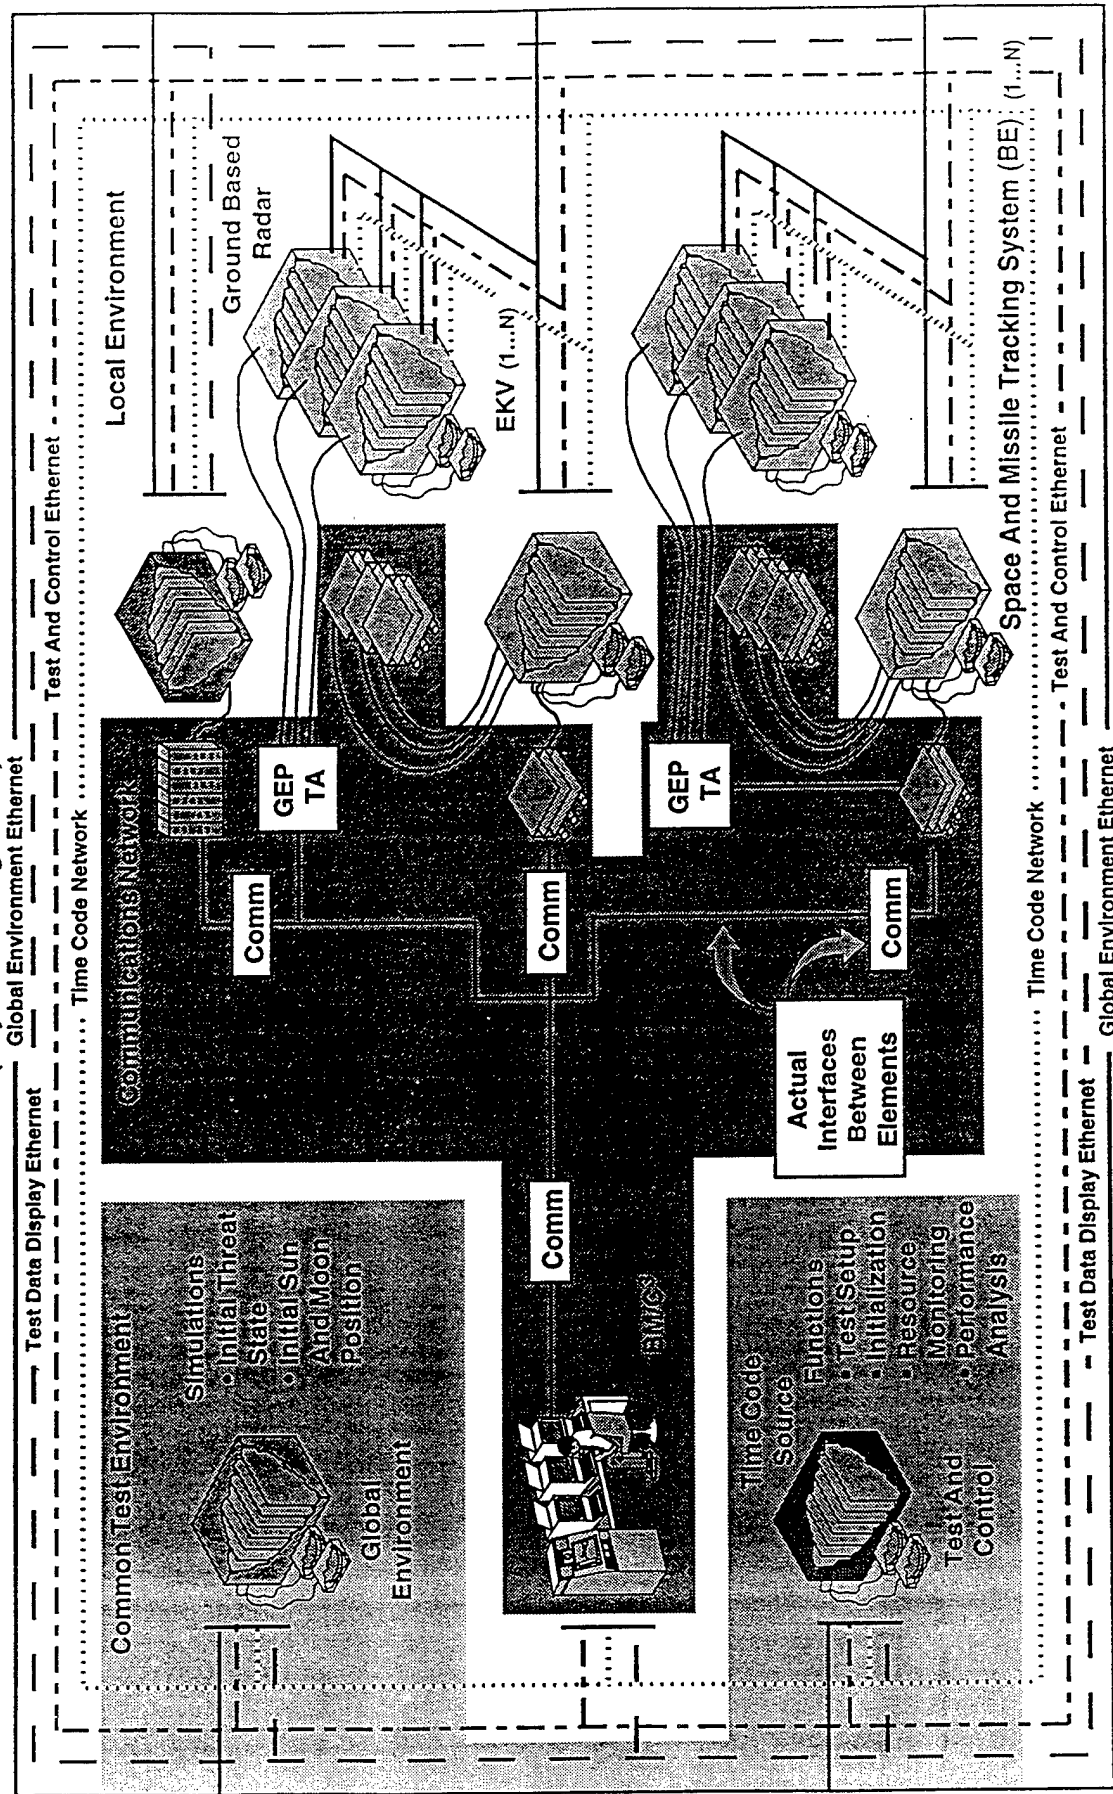 Global Environment Ethernet
Test Data Display Ethernet
Test And Control Ethernet
Time Code Network
Common Test Environment
Simulations
• Initial Threat
State
• Initial Sun
And Moon
Position
Global
Environment
Communications Network
Comm
GEP
TA
Local Environment
Ground Based
Radar
EKV (1...N)
Comm
Comm
BM/C3
Actual
Interfaces
Between
Elements
Comm
GEP
TA
Time Code
Source
Functions
• Test Setup
• Initialization
• Resource
Monitoring
• Performance
Analysis
Test And
Control
Space And Missile Tracking System (BE) (1...N)
Time Code Network
Test And Control Ethernet
Test Data Display Ethernet
Global Environment Ethernet